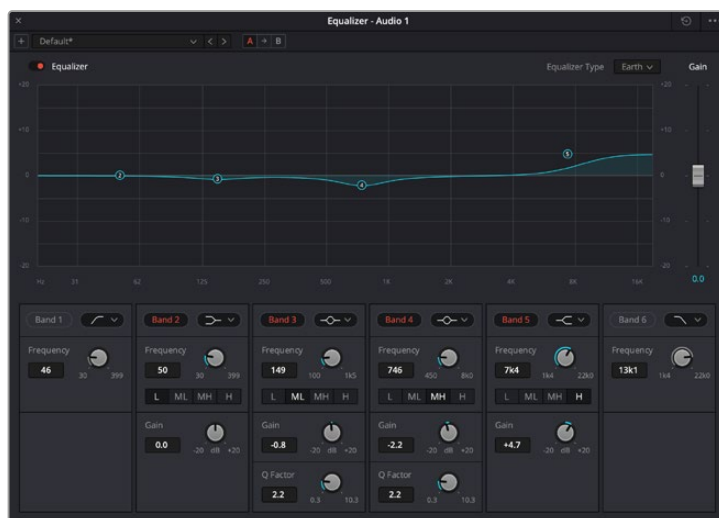 Equalizer - Audio 1
Default*
A B
Equalizer
Equalizer Type Earth Gain
+20 +20
+10 +10
0 0
-10 -10
-20 -20
2 3 4 5
Hz 31 62 125 250 500 1K 2K 4K 8K 16K
0.0
Band 1 Band 2 Band 3 Band 4 Band 5 Band 6
Frequency Frequency Frequency Frequency Frequency Frequency
46 30 399 50 30 399 149 100 1k5 746 450 8k0 7k4 1k4 22k0 13k1 1k4 22k0
L ML MH H L ML MH H L ML MH H L ML MH H
Gain Gain Gain Gain
0.0 -20 dB +20 -0.8 -20 dB +20 -2.2 -20 dB +20 +4.7 -20 dB +20
Q Factor Q Factor
2.2 0.3 10.3 2.2 0.3 10.3